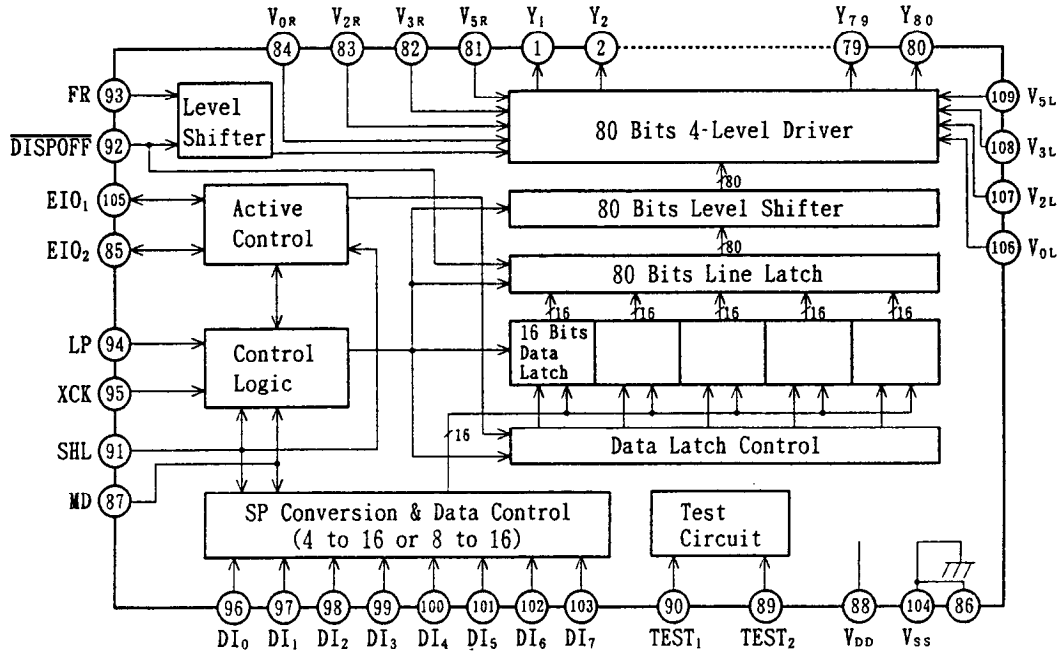 V0R V2R V3R V5R Y1 Y2 Y79 Y80
84 83 82 81 1 2 79 80
FR 93
Level
Shifter
DISPOFF 92
80 Bits 4-Level Driver
109 V5L
108 V3L
107 V2L
106 V0L
80
EIO1 105
EIO2 85
Active
Control
80 Bits Level Shifter
80
80 Bits Line Latch
16 16 16 16 16
LP 94
XCK 95
Control
Logic
16 Bits
Data
Latch
SHL 91
MD 87
16
Data Latch Control
SP Conversion & Data Control
(4 to 16 or 8 to 16)
Test
Circuit
96 97 98 99 100 101 102 103 90 89 88 104 86
DI0 DI1 DI2 DI3 DI4 DI5 DI6 DI7 TEST1 TEST2 VDD VSS